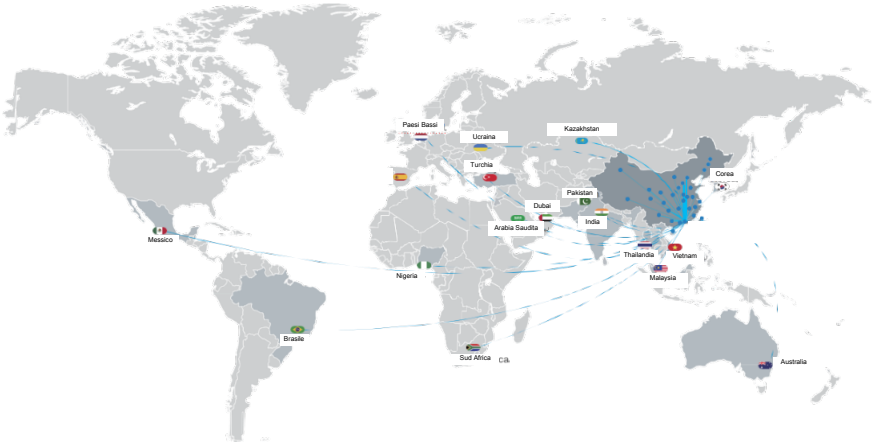 Paesi Bassi
Ucraina
Kazakhstan
Turchia
Corea
Pakistan
Dubai
India
Arabia Saudita
Messico
Thailandia
Vietnam
Nigeria
Malaysia
Brasile
Sud Africa
ca
Australia